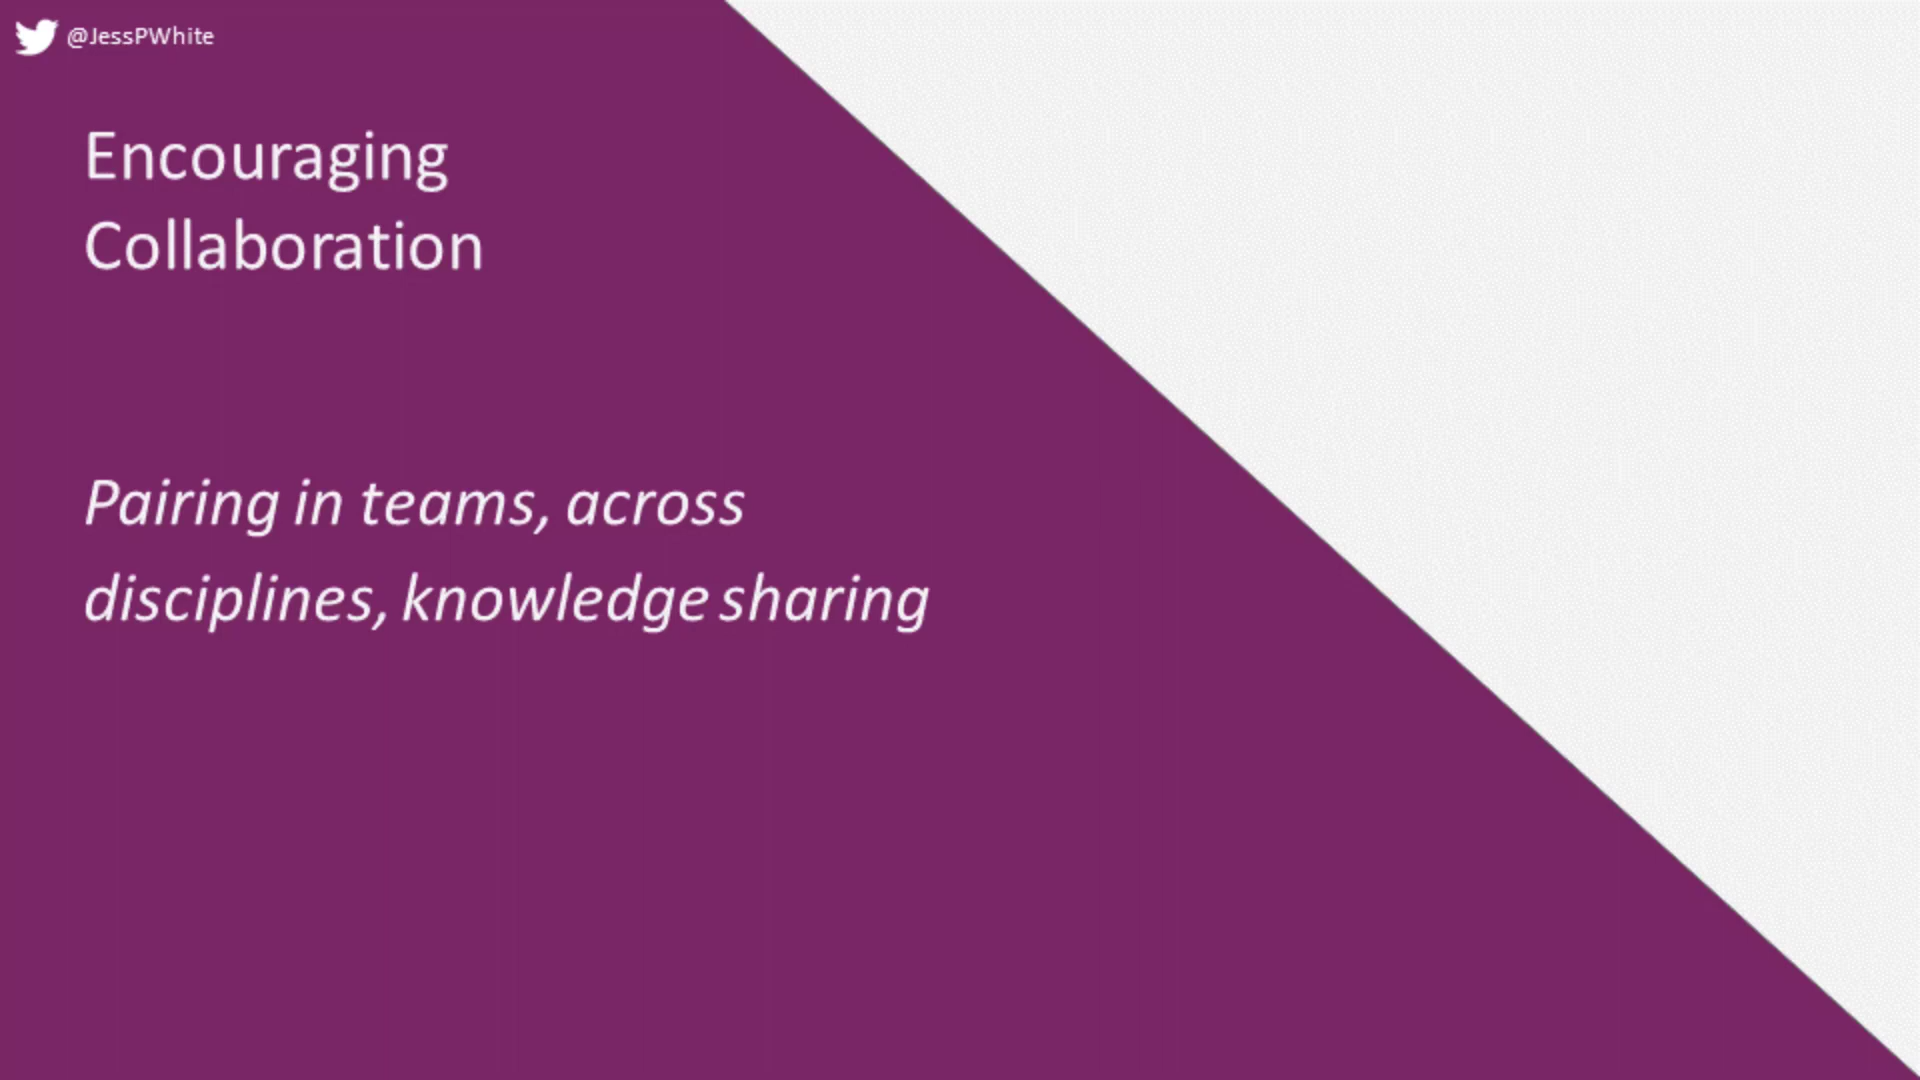 @JessPWhite
Encouraging
Collaboration
Pairing in teams, across
disciplines, knowledge sharing